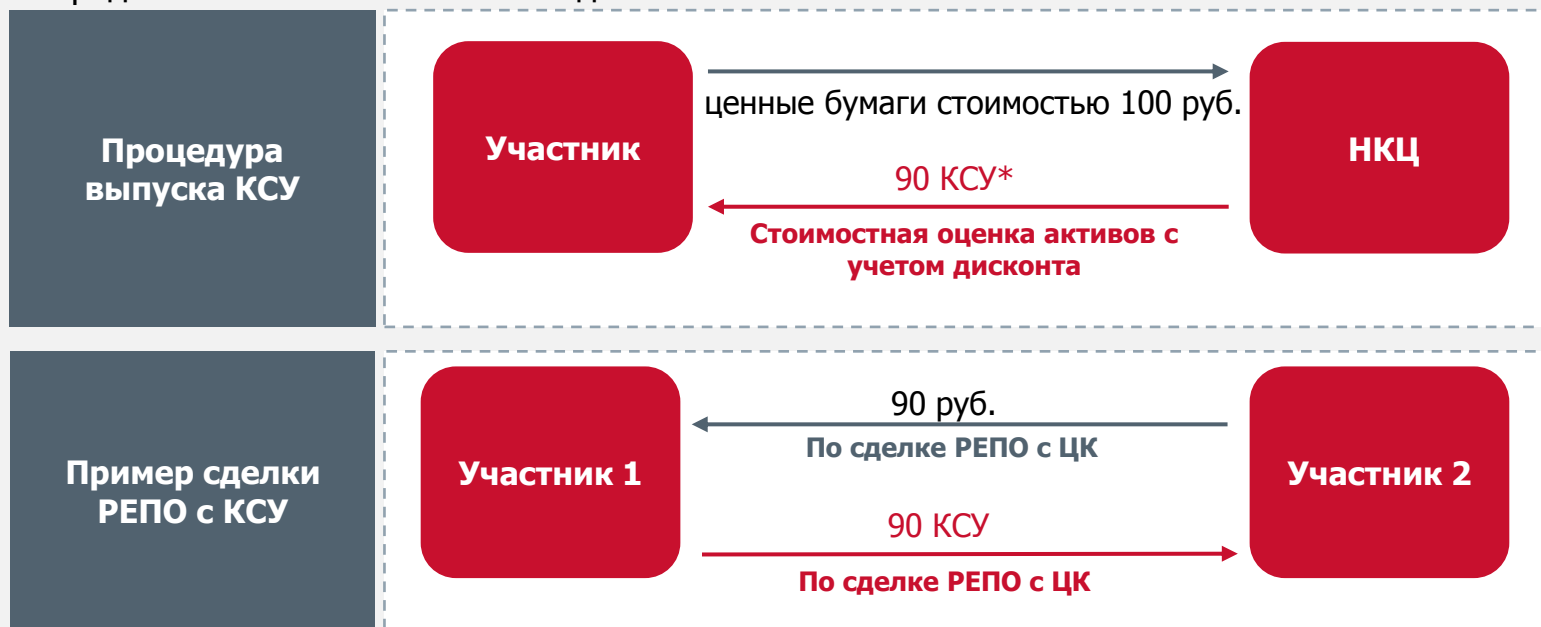 Процедура
выпуска КСУ
Участник
ценные бумаги стоимостью 100 руб.
90 КСУ*
Стоимостная оценка активов с
учетом дисконта
НКЦ
Пример сделки
РЕПО с КСУ
Участник 1
90 руб.
По сделке РЕПО с ЦК
90 КСУ
По сделке РЕПО с ЦК
Участник 2